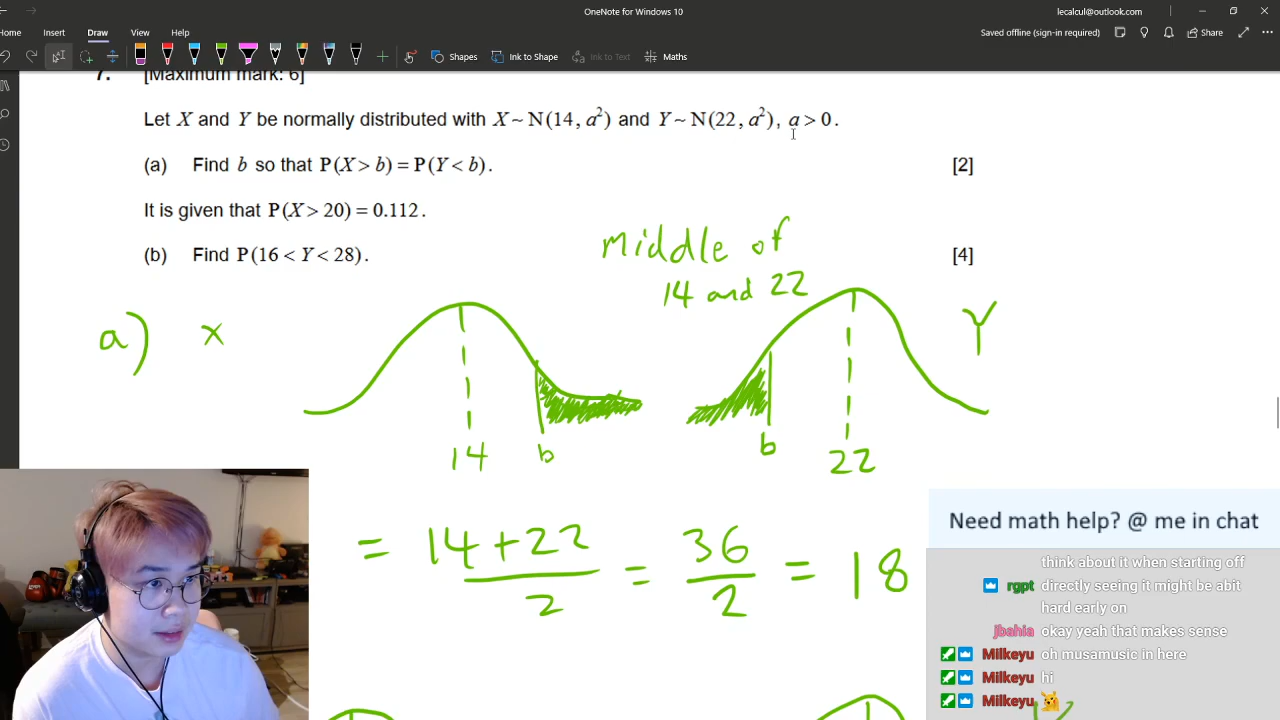 OneNote for Windows 10
lecalcul@outlook.com
Home Insert Draw View Help
Saved offline (sign-in required)
Share
Shapes Ink to Shape Ink to Text Maths
7. [Maximum mark: 6]
Let X and Y be normally distributed with X ~ N(14, a²) and Y ~ N(22, a²), a > 0.
(a) Find b so that P(X > b) = P(Y < b). [2]
It is given that P(X > 20) = 0.112.
(b) Find P(16 < Y < 28). [4]
middle of
14 and 22
a) X
Y
14 b b 22
= 14+22/2 = 36/2 = 18
Need math help? @ me in chat
think about it when starting off
rgpt directly seeing it might be abit
hard early on
jbahia okay yeah that makes sense
Milkeyu oh musamusic in here
Milkeyu hi
Milkeyu